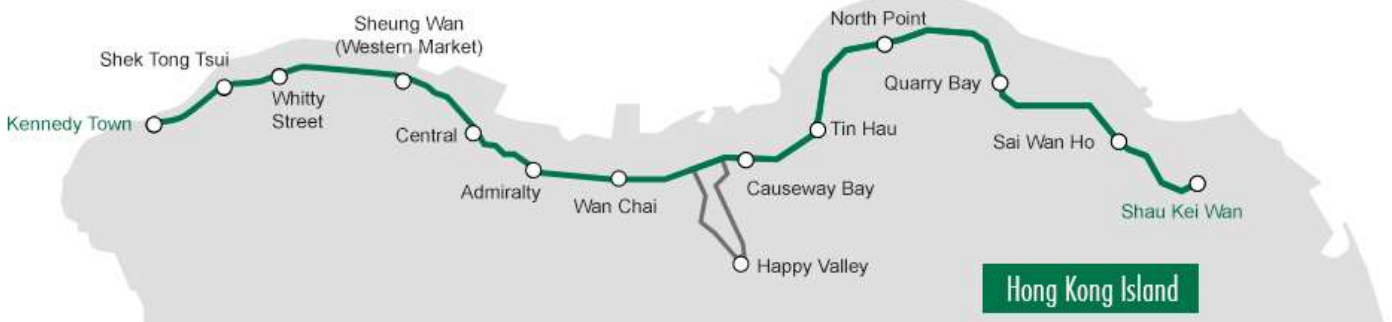 Kennedy Town
Shek Tong Tsui
Whitty
Street
Sheung Wan
(Western Market)
Central
Admiralty
Wan Chai
Causeway Bay
Happy Valley
Tin Hau
North Point
Quarry Bay
Sai Wan Ho
Shau Kei Wan
Hong Kong Island